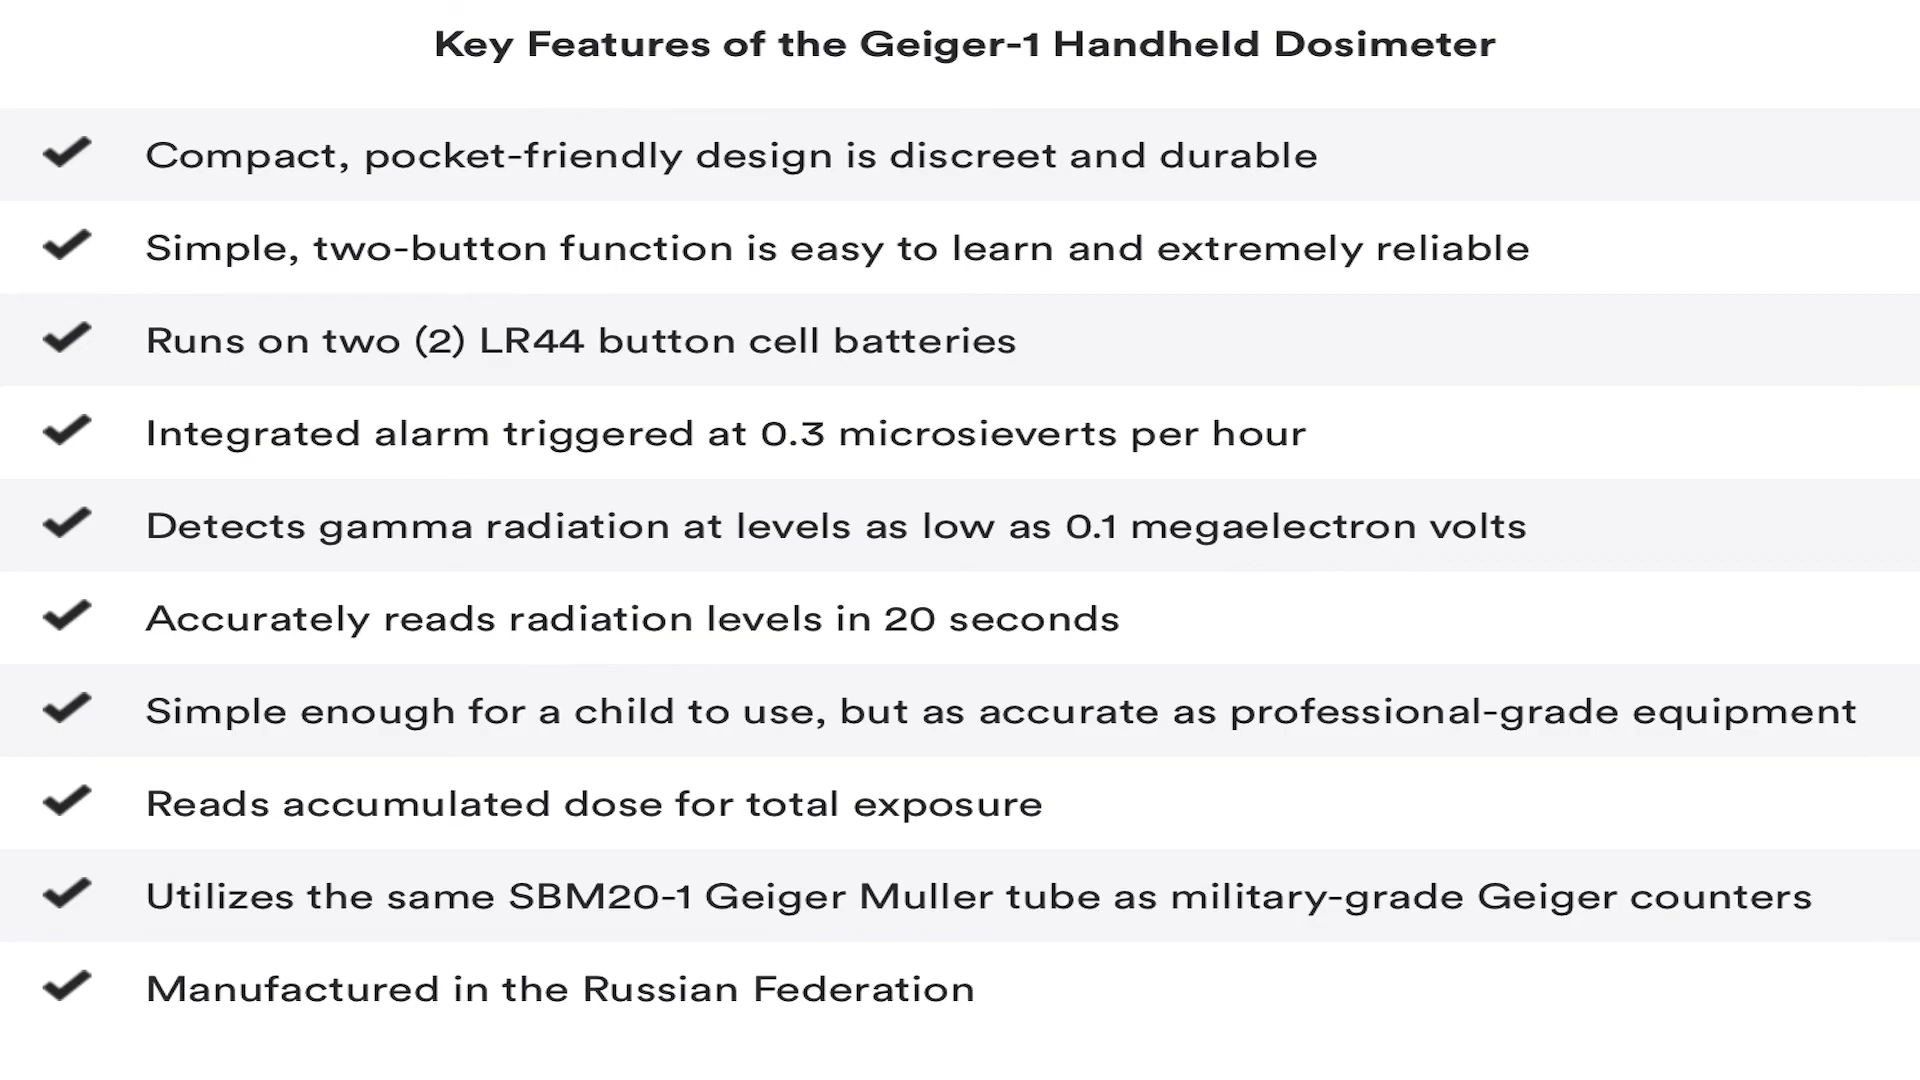 Key Features of the Geiger-1 Handheld Dosimeter
Compact, pocket-friendly design is discreet and durable
Simple, two-button function is easy to learn and extremely reliable
Runs on two (2) LR44 button cell batteries
Integrated alarm triggered at 0.3 microsieverts per hour
Detects gamma radiation at levels as low as 0.1 megaelectron volts
Accurately reads radiation levels in 20 seconds
Simple enough for a child to use, but as accurate as professional-grade equipment
Reads accumulated dose for total exposure
Utilizes the same SBM20-1 Geiger Muller tube as military-grade Geiger counters
Manufactured in the Russian Federation